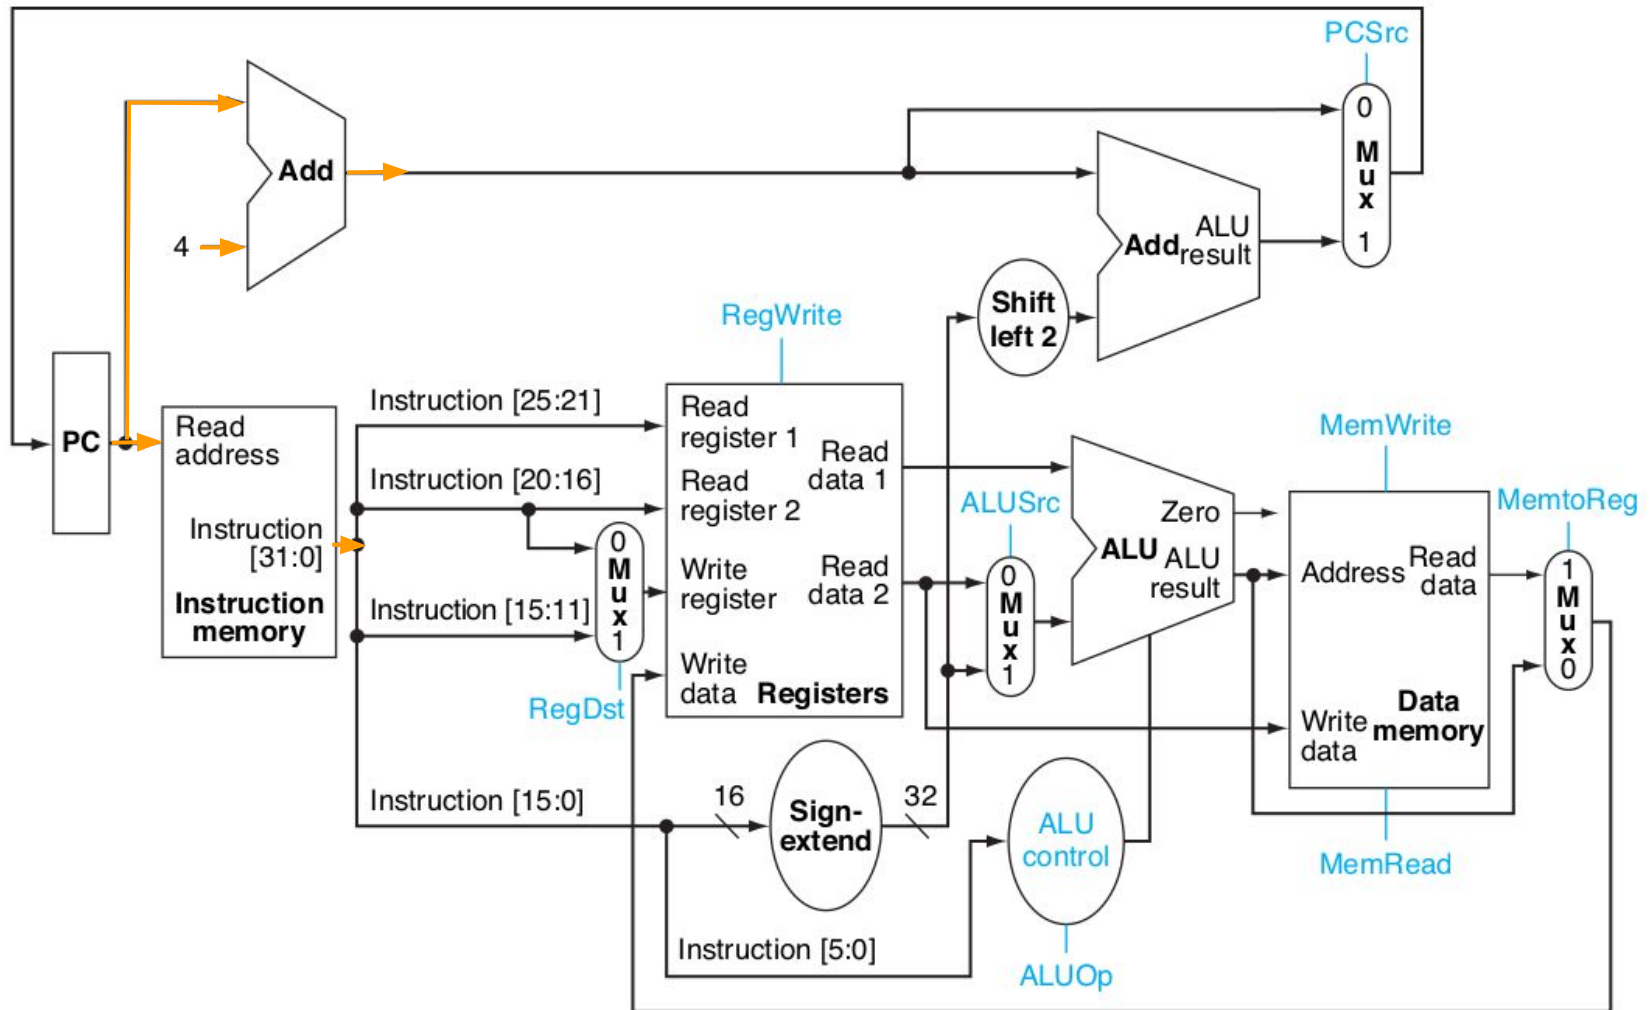 PCSrc
0
M
u
x
1
Add
4
Add
ALU
result
Shift
left 2
RegWrite
PC
Read
address
Instruction
[31:0]
Instruction
memory
Instruction [25:21]
Instruction [20:16]
Instruction [15:11]
Instruction [15:0]
0
M
u
x
1
RegDst
Read
register 1
Read
register 2
Write
register
Write
data
Read
data 1
Read
data 2
Registers
ALUSrc
0
M
u
x
1
Zero
ALU
ALU
result
MemWrite
Address
Read
data
Write
data
Data
memory
MemRead
MemtoReg
1
M
u
x
0
16
Sign-
extend
32
ALU
control
Instruction [5:0]
ALUOp